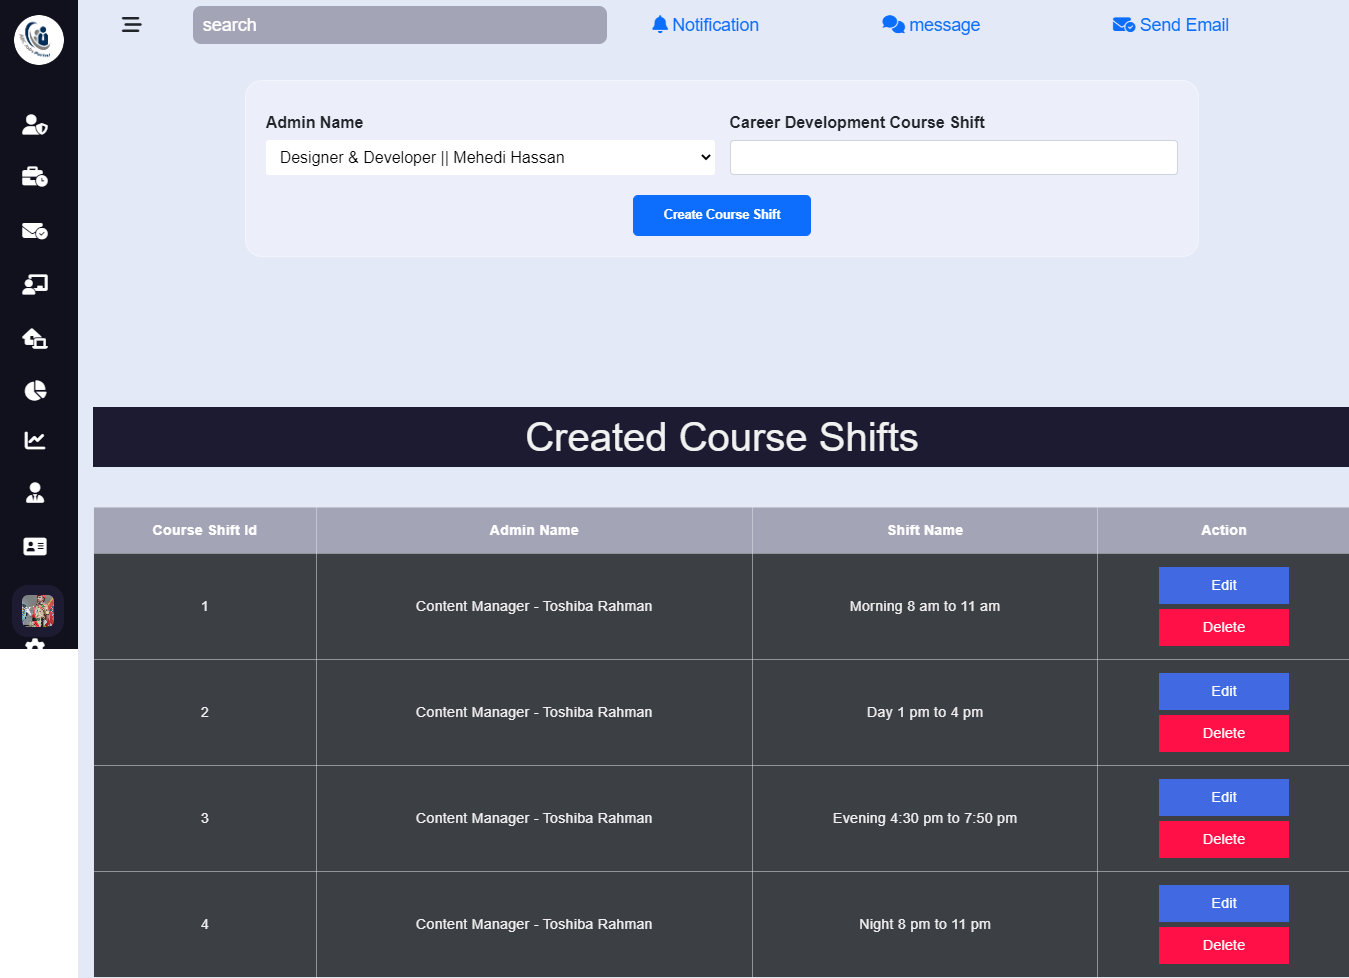 search
Notification
message
Send Email
Admin Name
Career Development Course Shift
Designer & Developer || Mehedi Hassan
Create Course Shift
Created Course Shifts
Course Shift Id Admin Name Shift Name Action
1 Content Manager - Toshiba Rahman Morning 8 am to 11 am Edit
Delete
2 Content Manager - Toshiba Rahman Day 1 pm to 4 pm Edit
Delete
3 Content Manager - Toshiba Rahman Evening 4:30 pm to 7:50 pm Edit
Delete
4 Content Manager - Toshiba Rahman Night 8 pm to 11 pm Edit
Delete